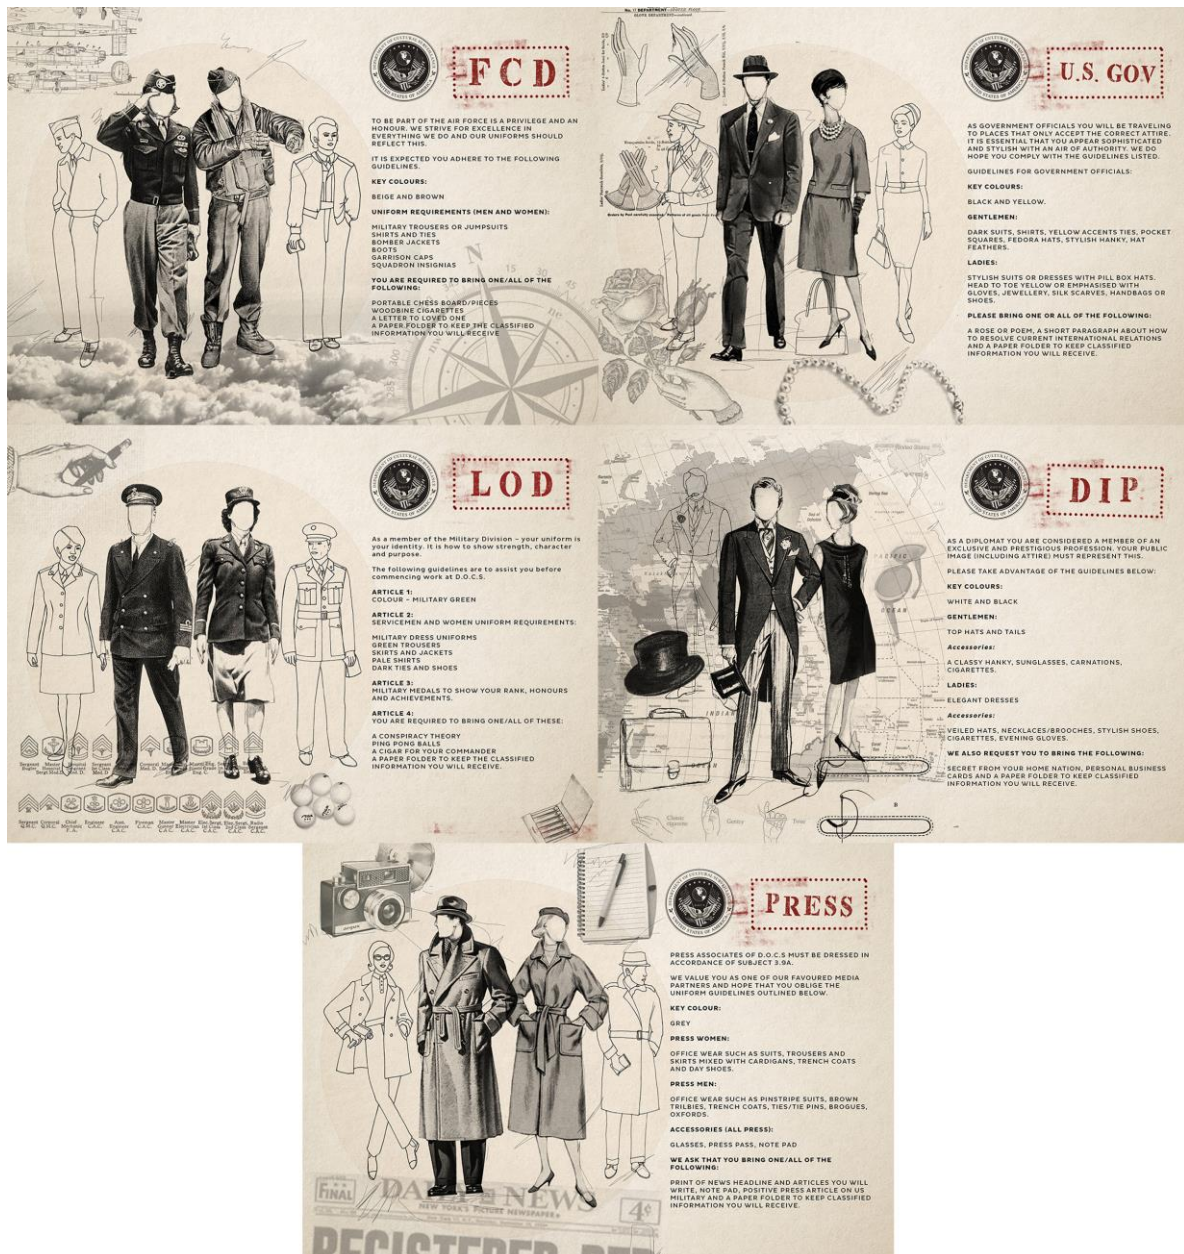 FCD
TO BE PART OF THE AIR FORCE IS A PRIVILEGE AND AN
HONOUR. WE STRIVE FOR EXCELLENCE IN
EVERYTHING WE DO AND OUR UNIFORMS SHOULD
REFLECT THIS.
IT IS EXPECTED YOU ADHERE TO THE FOLLOWING
GUIDELINES.
KEY COLOURS:
BEIGE AND BROWN
UNIFORM REQUIREMENTS (MEN AND WOMEN):
MILITARY TROUSERS OR JUMPSUITS
SHIRTS AND TIES
BOMBER JACKETS
BOOTS
GARRISON CAPS
SQUADRON INSIGNIAS
YOU ARE REQUIRED TO BRING ONE/ALL OF THE
FOLLOWING:
PORTABLE CHESS BOARD/PIECES
WOODBINE CIGARETTES
A LETTER TO LOVED ONE
A PAPER FOLDER TO KEEP THE CLASSIFIED
INFORMATION YOU WILL RECEIVE
N
15
30
45
ne
285
U.S. GOV
AS GOVERNMENT OFFICIALS YOU WILL BE TRAVELING
TO PLACES THAT ONLY ACCEPT THE CORRECT ATTIRE.
IT IS ESSENTIAL THAT YOU APPEAR SOPHISTICATED
AND STYLISH WITH AN AIR OF AUTHORITY. WE DO
HOPE YOU COMPLY WITH THE GUIDELINES LISTED.
GUIDELINES FOR GOVERNMENT OFFICIALS:
KEY COLOURS:
BLACK AND YELLOW.
GENTLEMEN:
DARK SUITS, SHIRTS, YELLOW ACCENTS TIES, POCKET
SQUARES, FEDORA HATS, STYLISH HANKY, HAT
FEATHERS.
LADIES:
STYLISH SUITS OR DRESSES WITH PILL BOX HATS.
HEAD TO TOE YELLOW OR EMPHASISED WITH
GLOVES, JEWELLERY, SILK SCARVES, HANDBAGS OR
SHOES.
PLEASE BRING ONE OR ALL OF THE FOLLOWING:
A ROSE OR POEM, A SHORT PARAGRAPH ABOUT HOW
TO RESOLVE CURRENT INTERNATIONAL RELATIONS
AND A PAPER FOLDER TO KEEP CLASSIFIED
INFORMATION YOU WILL RECEIVE.
LOD
As a member of the Military Division – your uniform is
your identity. It is how to show strength, character
and purpose.
The following guidelines are to assist you before
commencing work at D.O.C.S.
ARTICLE 1:
COLOUR – MILITARY GREEN
ARTICLE 2:
SERVICEMEN AND WOMEN UNIFORM REQUIREMENTS:
MILITARY DRESS UNIFORMS
GREEN TROUSERS
SKIRTS AND JACKETS
PALE SHIRTS
DARK TIES AND SHOES
ARTICLE 3:
MILITARY MEDALS TO SHOW YOUR RANK, HONOURS
AND ACHIEVEMENTS.
ARTICLE 4:
YOU ARE REQUIRED TO BRING ONE/ALL OF THESE:
A CONSPIRACY THEORY
PING PONG BALLS
A CIGAR FOR YOUR COMMANDER
A PAPER FOLDER TO KEEP CLASSIFIED
INFORMATION YOU WILL RECEIVE.
DIP
AS A DIPLOMAT YOU ARE CONSIDERED A MEMBER OF AN
EXCLUSIVE AND PRESTIGIOUS PROFESSION. YOUR PUBLIC
IMAGE (INCLUDING ATTIRE) MUST REPRESENT THIS.
PLEASE TAKE ADVANTAGE OF THE GUIDELINES BELOW:
KEY COLOURS:
WHITE AND BLACK
GENTLEMEN:
TOP HATS AND TAILS
Accessories:
A CLASSY HANKY, SUNGLASSES, CARNATIONS,
CIGARETTES.
LADIES:
ELEGANT DRESSES
Accessories:
VEILED HATS, NECKLACES/BROOCHES, STYLISH SHOES,
CIGARETTES, EVENING GLOVES.
WE ALSO REQUEST YOU TO BRING THE FOLLOWING:
SECRET FROM YOUR HOME NATION, PERSONAL BUSINESS
CARDS AND A PAPER FOLDER TO KEEP CLASSIFIED
INFORMATION YOU WILL RECEIVE.
PACIFIC
OCEAN
INDIAN
PRESS
PRESS ASSOCIATES OF D.O.C.S MUST BE DRESSED IN
ACCORDANCE OF SUBJECT 3.9A.
WE VALUE YOU AS ONE OF OUR FAVOURED MEDIA
PARTNERS AND HOPE THAT YOU OBLIGE THE
UNIFORM GUIDELINES OUTLINED BELOW.
KEY COLOUR:
GREY
PRESS WOMEN:
OFFICE WEAR SUCH AS SUITS, TROUSERS AND
SKIRTS MIXED WITH CARDIGANS, TRENCH COATS
AND DAY SHOES.
PRESS MEN:
OFFICE WEAR SUCH AS PINSTRIPE SUITS, BROWN
TRILBIES, TRENCH COATS, TIES/TIE PINS, BROGUES,
OXFORDS.
ACCESSORIES (ALL PRESS):
GLASSES, PRESS PASS, NOTE PAD
WE ASK THAT YOU BRING ONE/ALL OF THE
FOLLOWING:
PRINT OF NEWS HEADLINE AND ARTICLES YOU WILL
WRITE, NOTE PAD, POSITIVE PRESS ARTICLE ON US
MILITARY AND A PAPER FOLDER TO KEEP CLASSIFIED
INFORMATION YOU WILL RECEIVE.
FINAL
DAILY NEWS
NEW YORK'S PICTURE NEWSPAPER
4¢